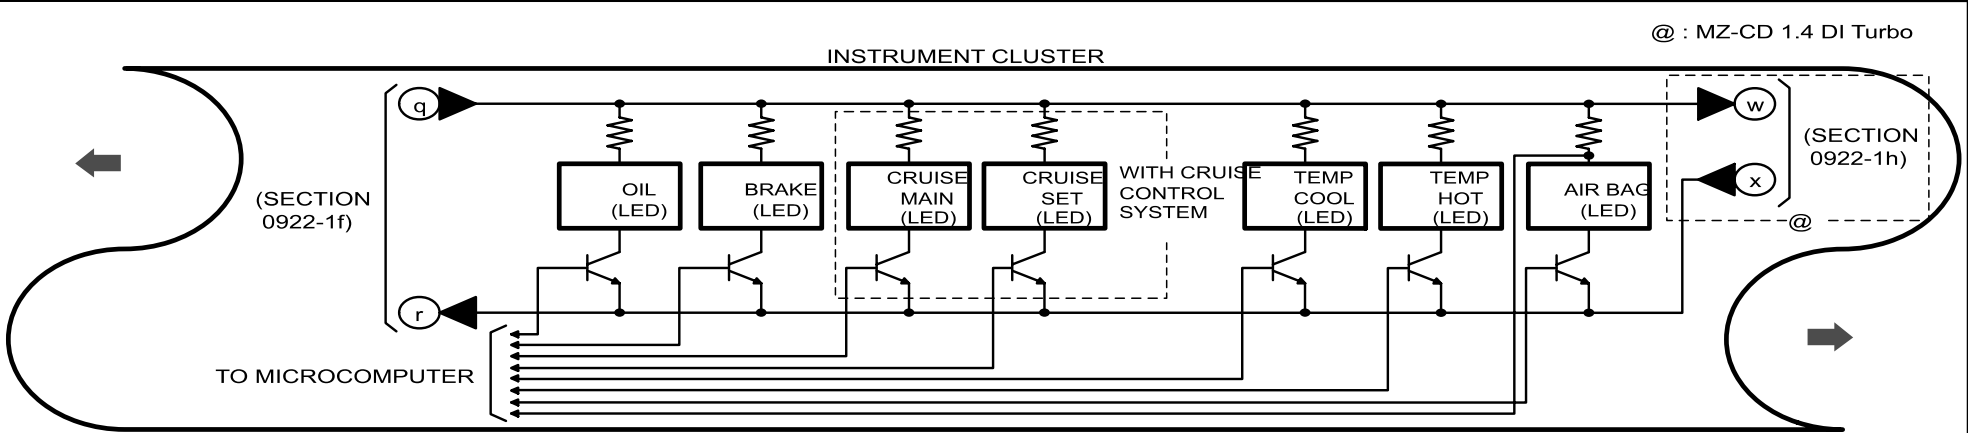 @ : MZ-CD 1.4 DI Turbo
INSTRUMENT CLUSTER
q
w
(SECTION
0922-1h)
x
@
(SECTION
0922-1f)
OIL
(LED)
BRAKE
(LED)
CRUISE
MAIN
(LED)
CRUISE
SET
(LED)
WITH CRUISE
CONTROL
SYSTEM
TEMP
COOL
(LED)
TEMP
HOT
(LED)
AIR BAG
(LED)
r
TO MICROCOMPUTER